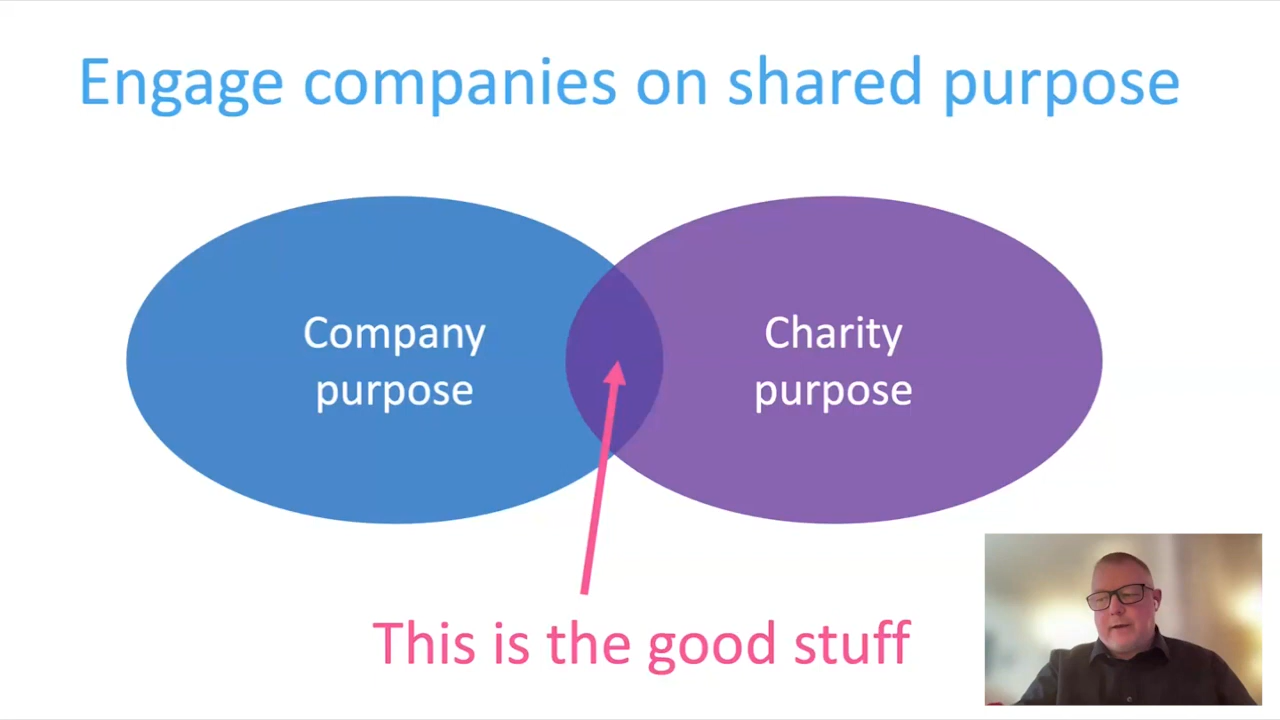 Engage companies on shared purpose
Company
purpose
Charity
purpose
This is the good stuff